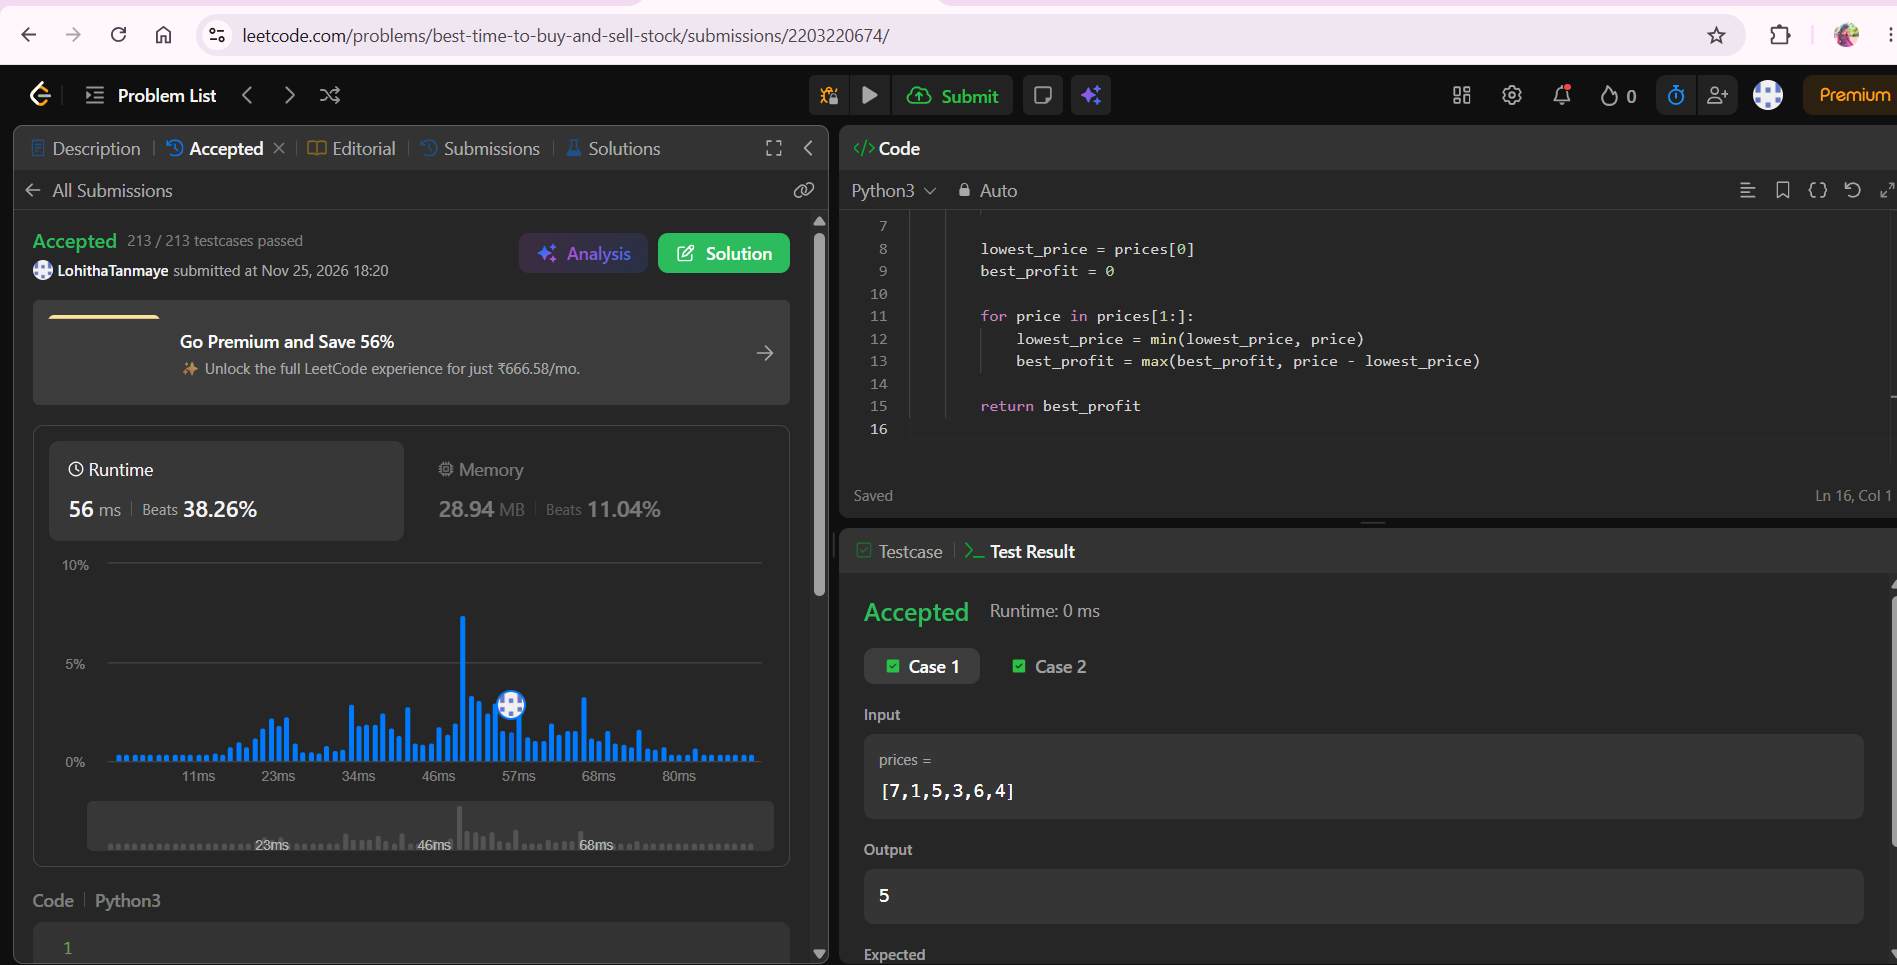 leetcode.com/problems/best-time-to-buy-and-sell-stock/submissions/2203220674/
Problem List
Submit
0
Premium
Description
Accepted
Editorial
Submissions
Solutions
All Submissions
Accepted 213 / 213 testcases passed
LohithaTanmaye submitted at Nov 25, 2026 18:20
Analysis
Solution
Go Premium and Save 56%
✨ Unlock the full LeetCode experience for just ₹666.58/mo.
Runtime
56 ms | Beats 38.26%
Memory
28.94 MB | Beats 11.04%
10%
5%
0%
11ms 23ms 34ms 46ms 57ms 68ms 80ms
23ms 46ms 68ms
Code | Python3
1
</> Code
Python3
Auto
7
8 lowest_price = prices[0]
9 best_profit = 0
10
11 for price in prices[1:]:
12 lowest_price = min(lowest_price, price)
13 best_profit = max(best_profit, price - lowest_price)
14
15 return best_profit
16
Saved
Ln 16, Col 1
Testcase
Test Result
Accepted Runtime: 0 ms
Case 1
Case 2
Input
prices =
[7,1,5,3,6,4]
Output
5
Expected